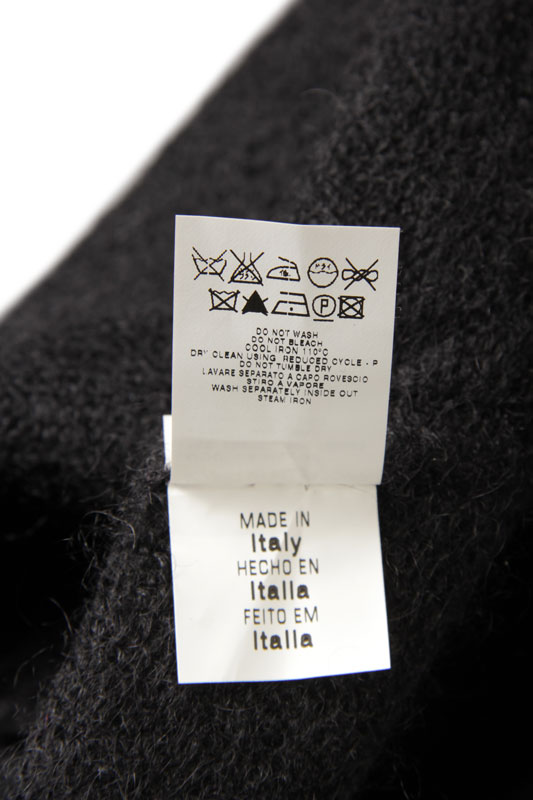 P
DO NOT WASH
DO NOT BLEACH
COOL IRON 110°C
DRY CLEAN USING REDUCED CYCLE - P
DO NOT TUMBLE DRY
LAVARE SEPARATO A CAPO ROVESCIO
STIRO A VAPORE
WASH SEPARATELY INSIDE OUT
STEAM IRON
MADE IN
Italy
HECHO EN
Italla
FEITO EM
Italla